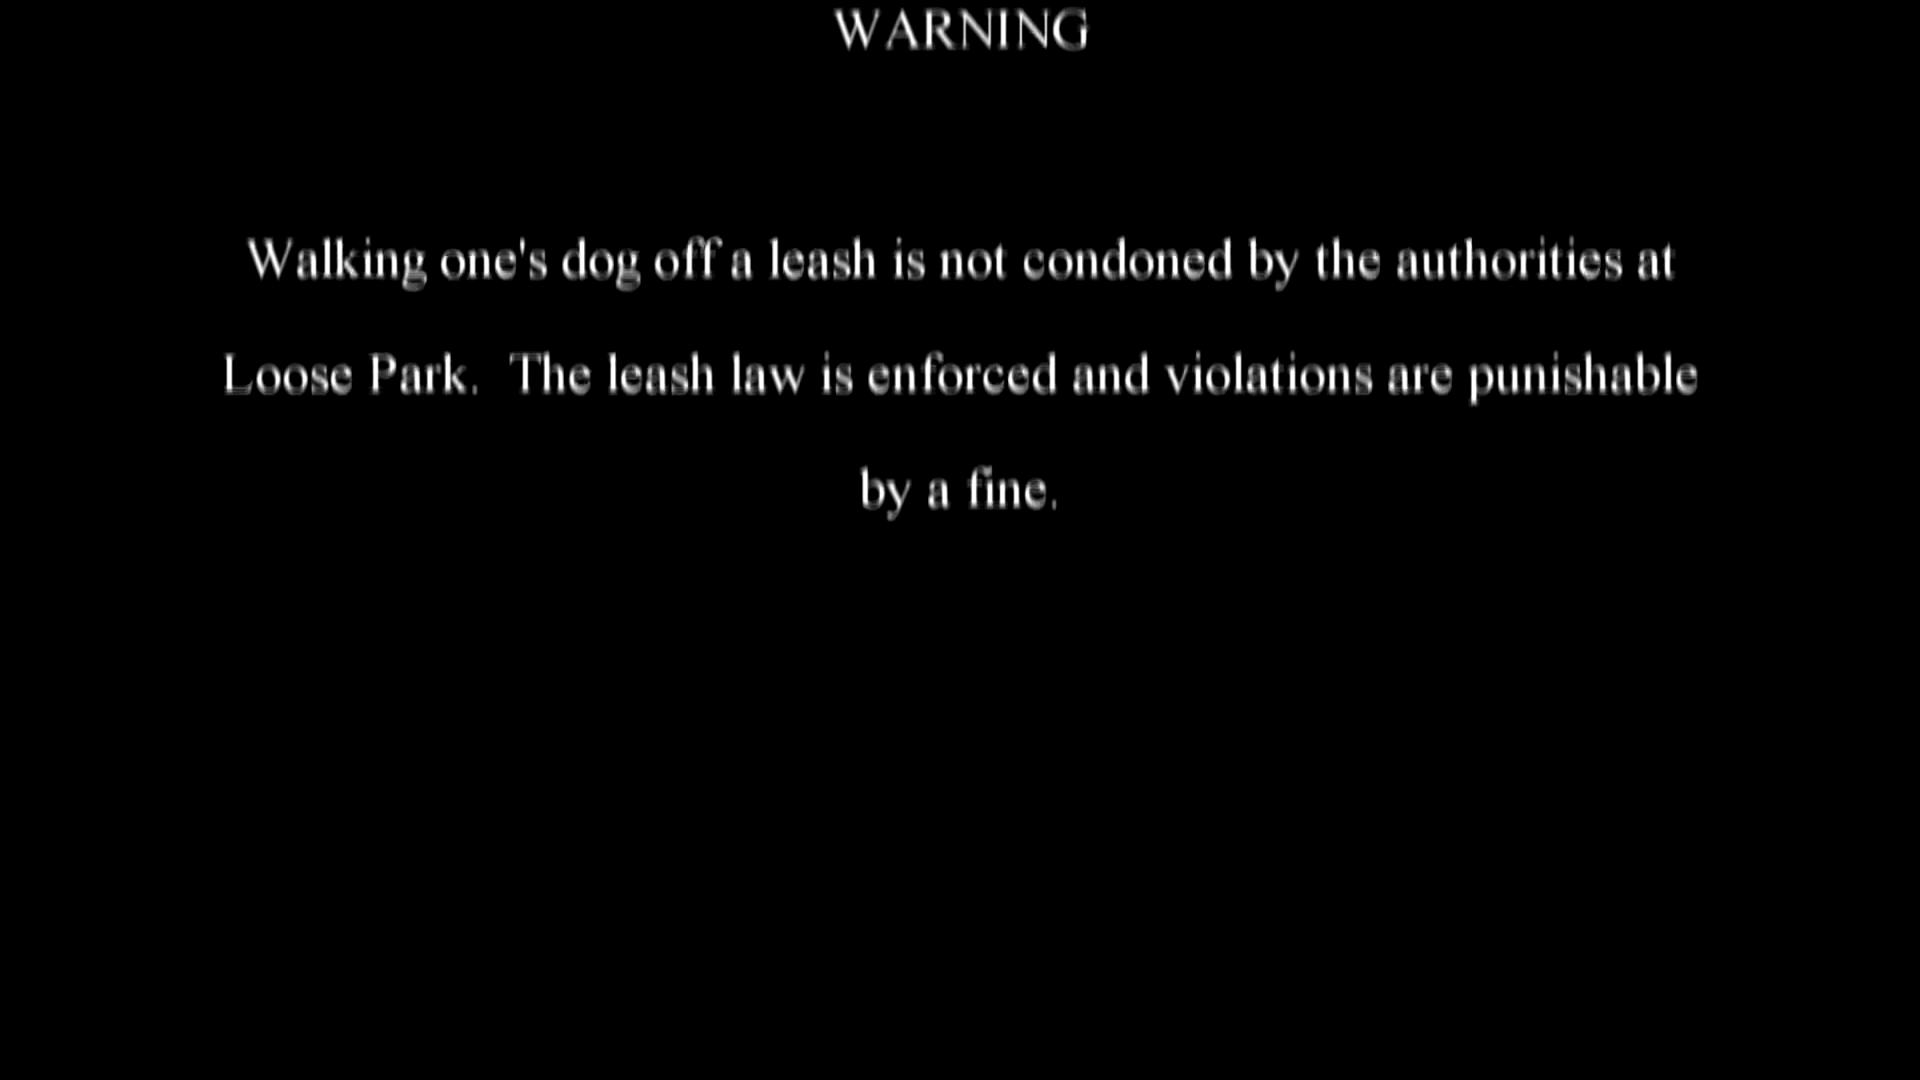 WARNING
Walking one's dog off a leash is not condoned by the authorities at
Loose Park.  The leash law is enforced and violations are punishable
by a fine.